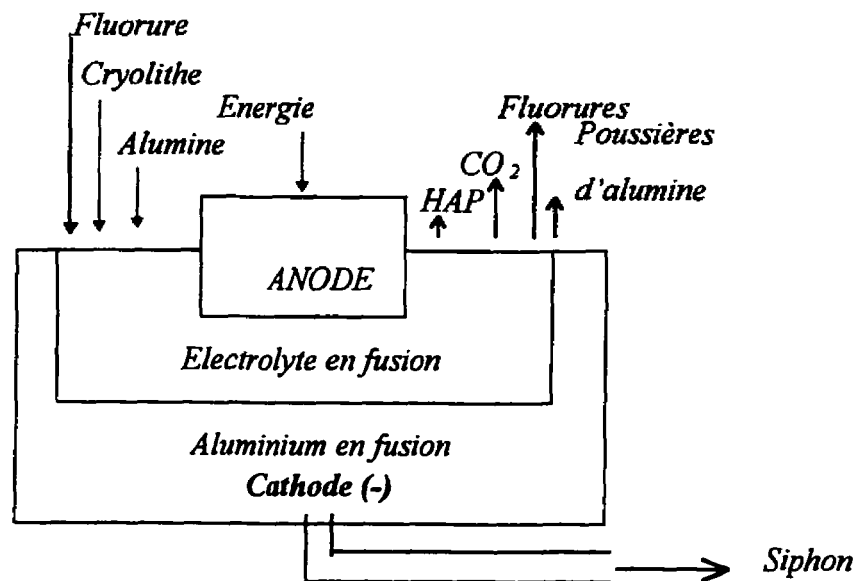 Fluorure
Cryolithe
Alumine
Energie
HAP
CO2
Fluorures
Poussières
d'alumine
ANODE
Electrolyte en fusion
Aluminium en fusion
Cathode (-)
Siphon